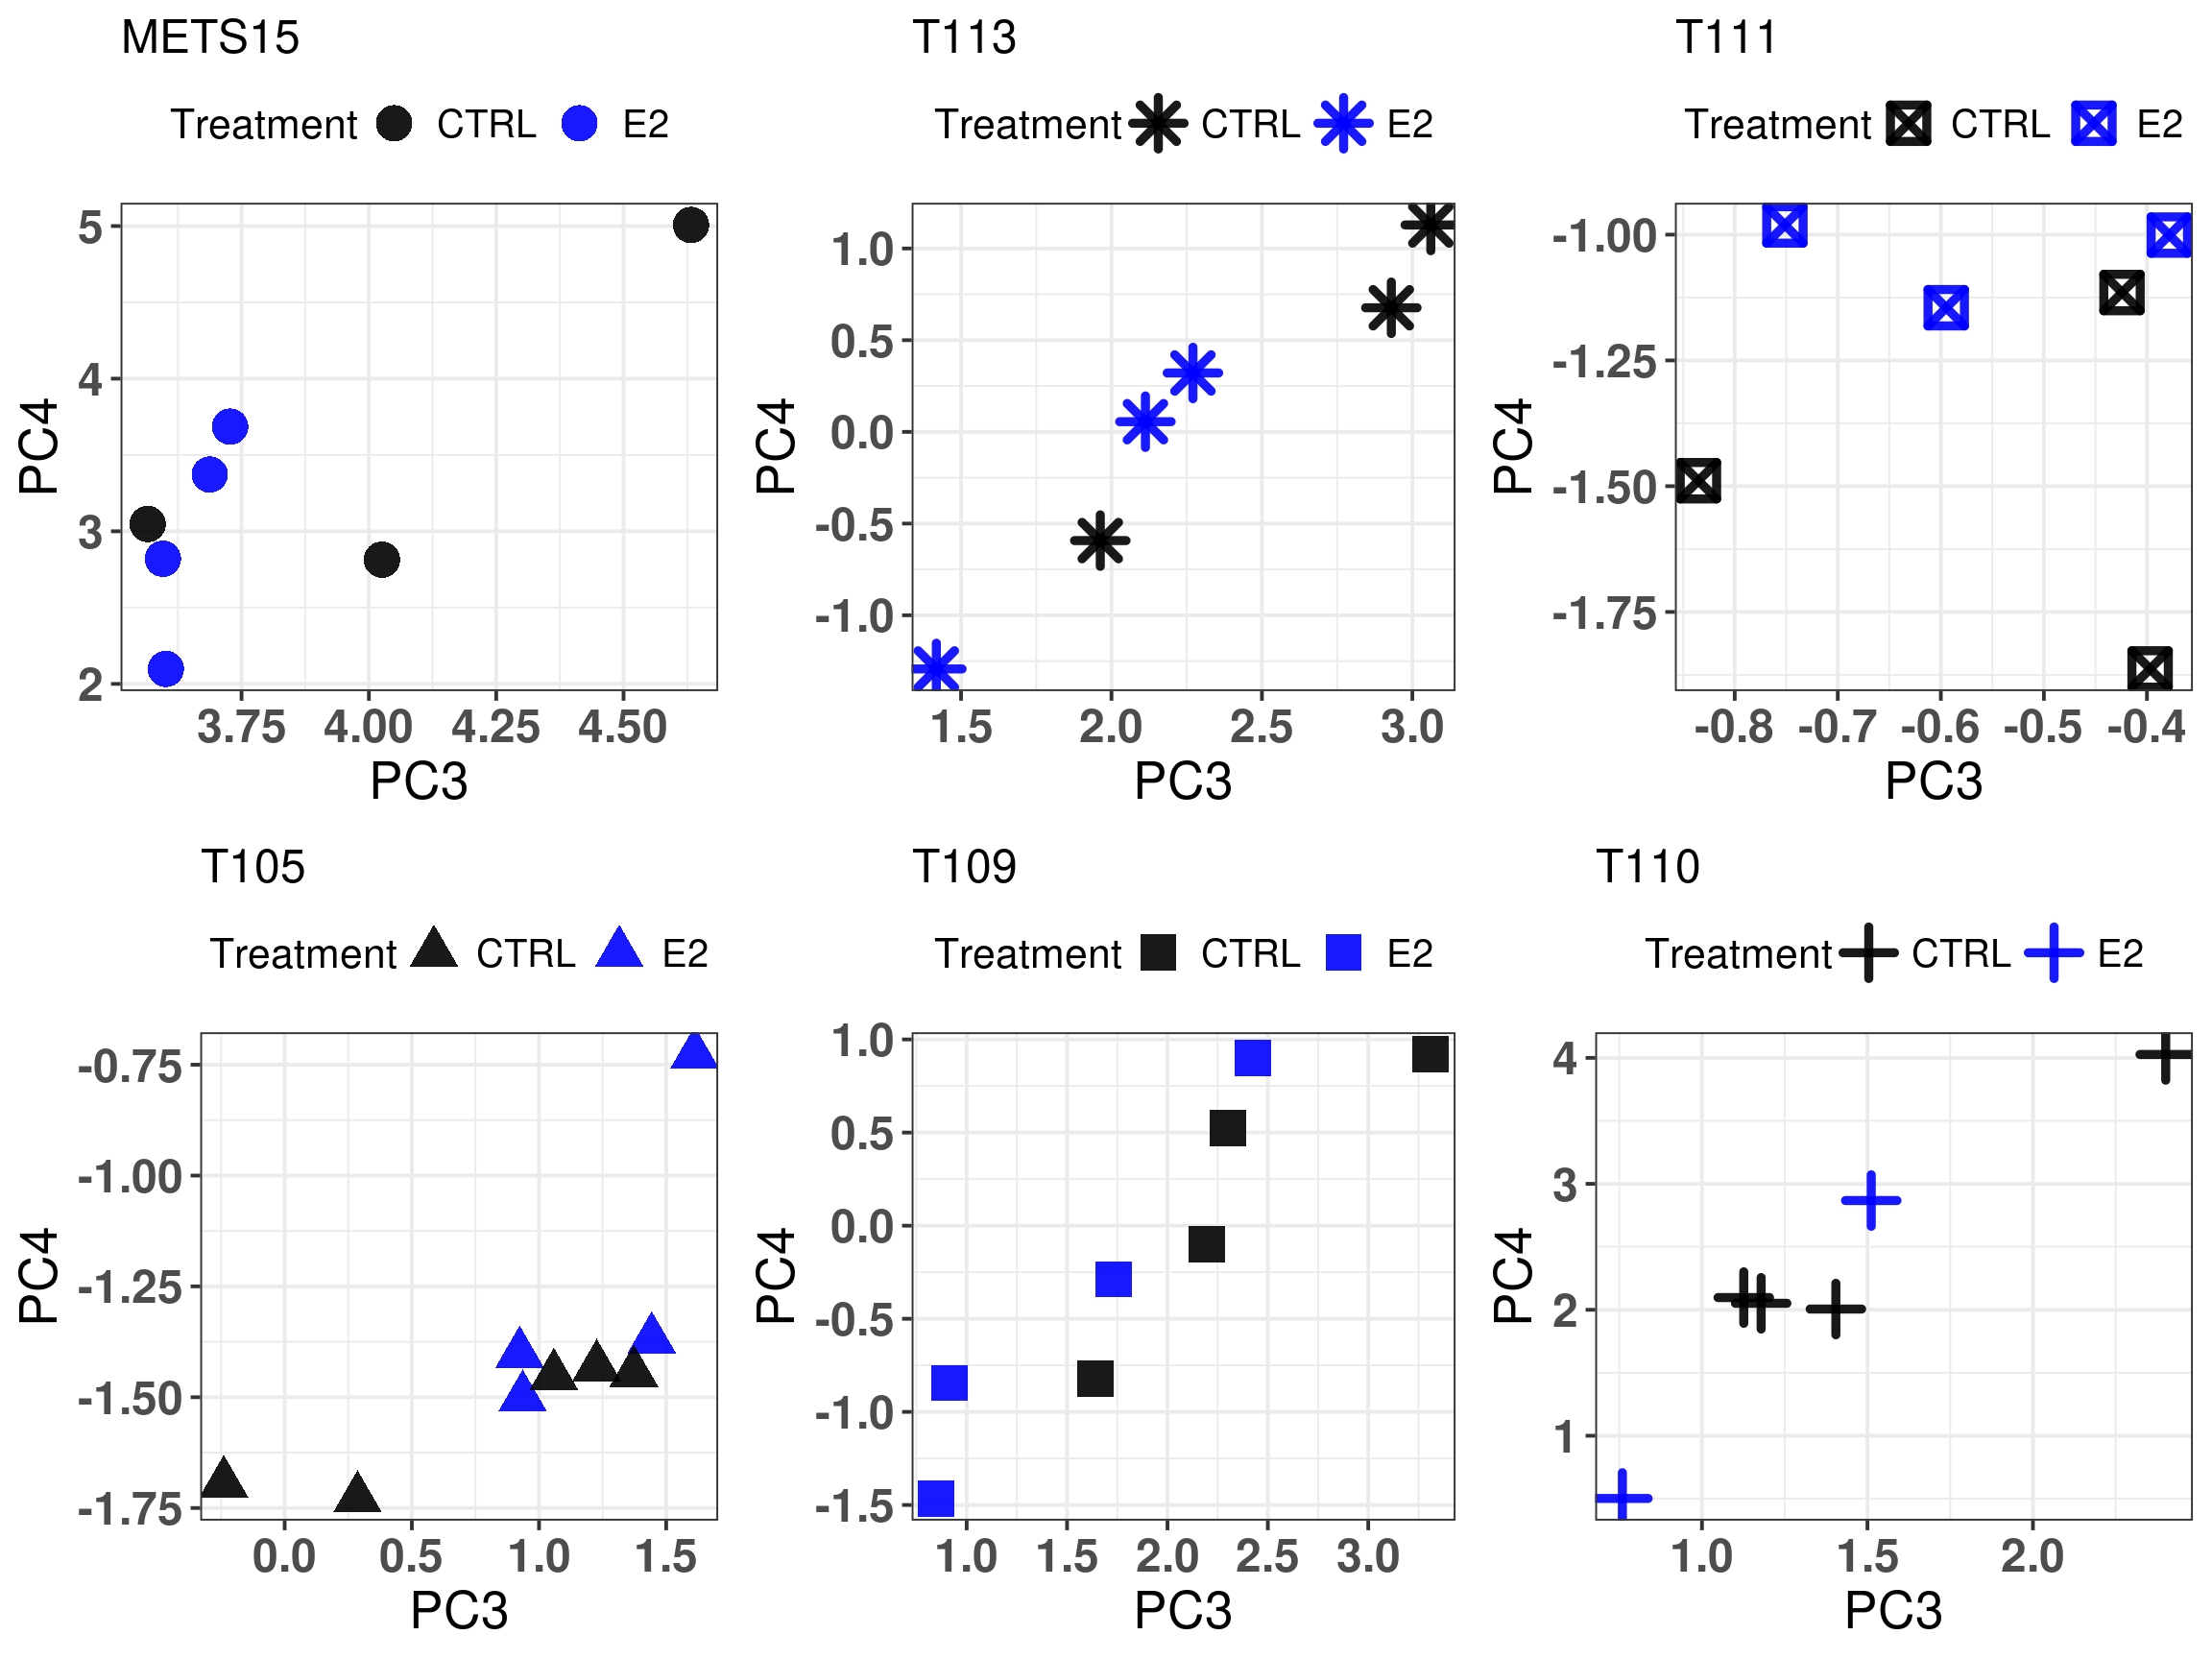 METS15
Treatment CTRL E2
5
4
3
2
PC4
3.75 4.00 4.25 4.50
PC3
T113
Treatment CTRL E2
1.0
0.5
0.0
-0.5
-1.0
PC4
1.5 2.0 2.5 3.0
PC3
T111
Treatment CTRL E2
-1.00
-1.25
-1.50
-1.75
PC4
-0.8 -0.7 -0.6 -0.5 -0.4
PC3
T105
Treatment CTRL E2
-0.75
-1.00
-1.25
-1.50
-1.75
PC4
0.0 0.5 1.0 1.5
PC3
T109
Treatment CTRL E2
1.0
0.5
0.0
-0.5
-1.0
-1.5
PC4
1.0 1.5 2.0 2.5 3.0
PC3
T110
Treatment CTRL E2
4
3
2
1
PC4
1.0 1.5 2.0
PC3